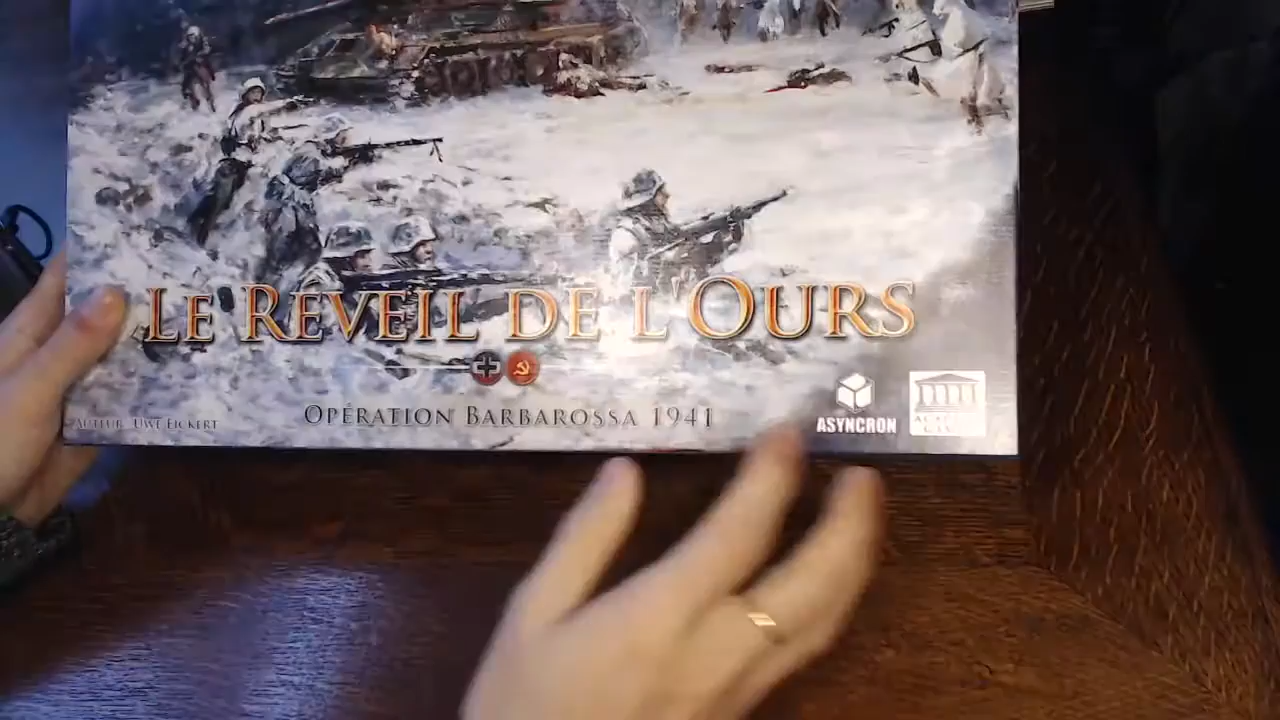 LE RÉVEIL DE L'OURS
AUTEUR: UWE EICKERT
OPÉRATION BARBAROSSA 1941
ASYNCRON